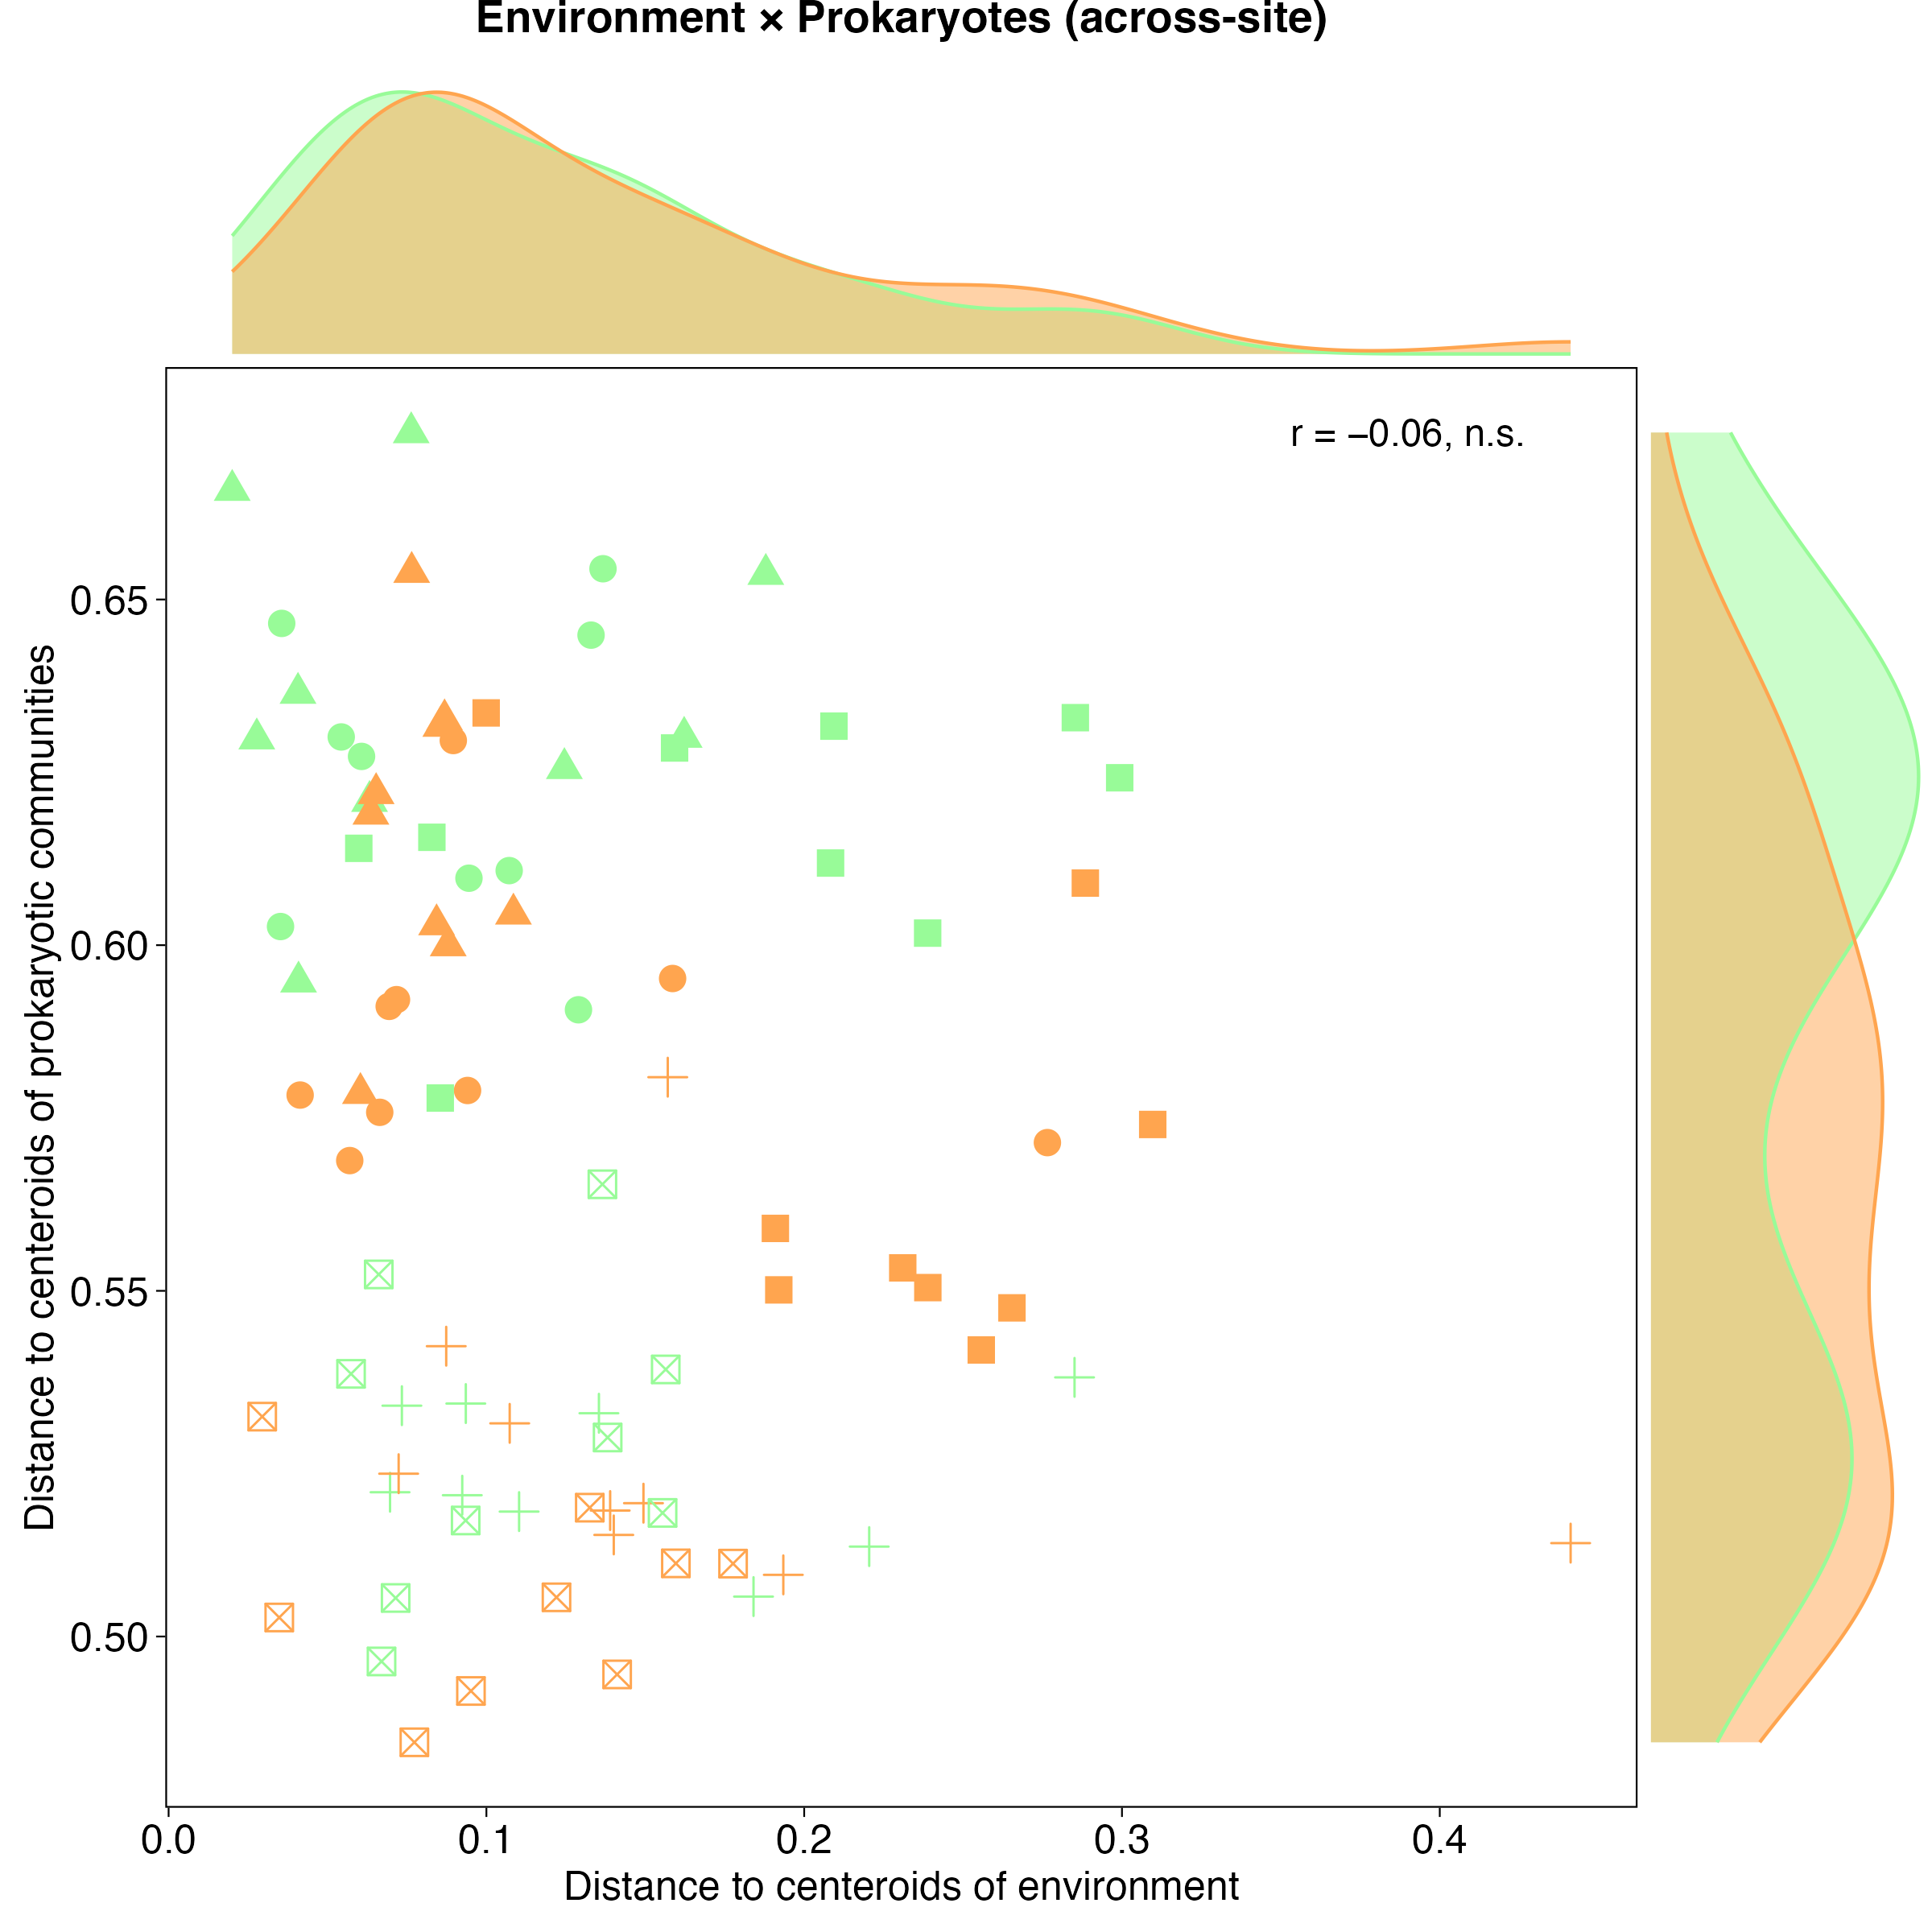 Environment × Prokaryotes (across-site)
r = −0.06, n.s.
0.65
0.60
0.55
0.50
Distance to centeroids of prokaryotic communities
0.0 0.1 0.2 0.3 0.4
Distance to centeroids of environment